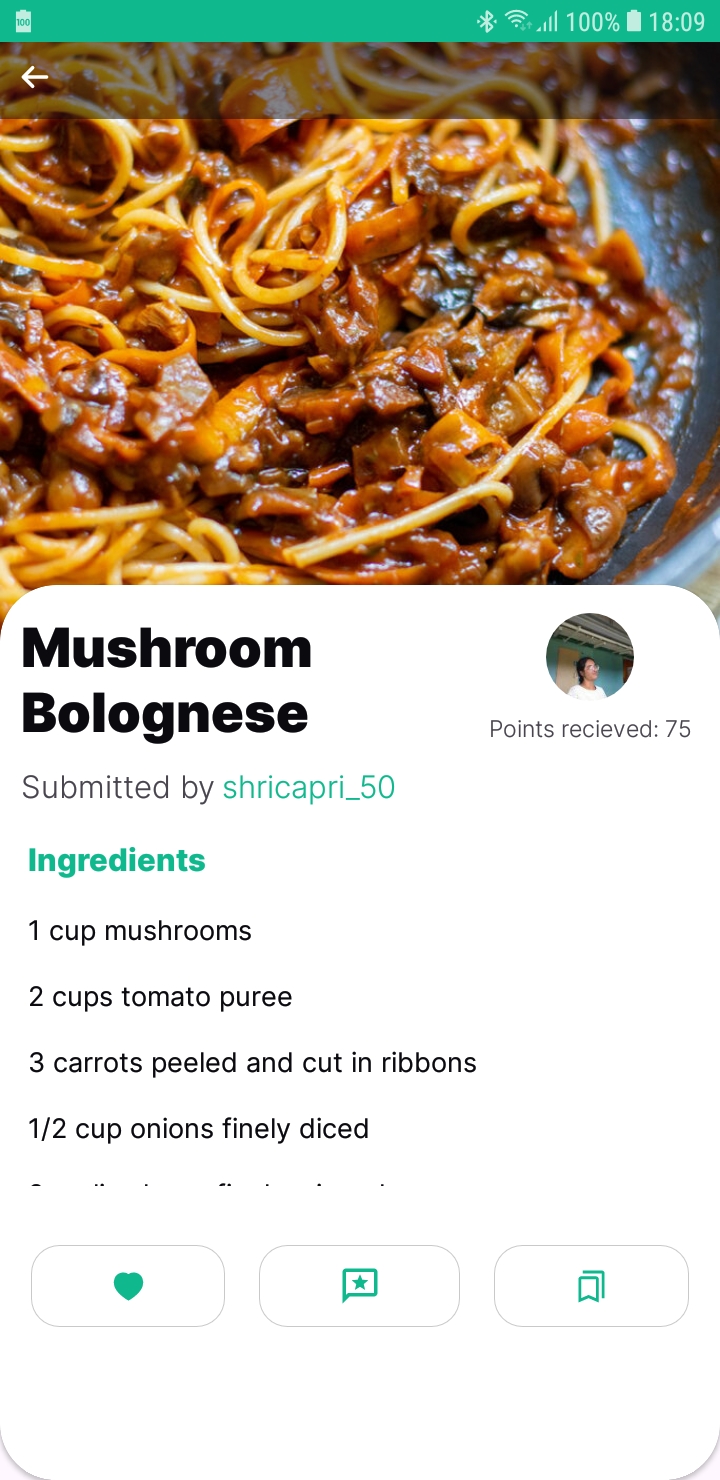 100 100% 18:09
Mushroom
Bolognese
Points recieved: 75
Submitted by shricapri_50
Ingredients
1 cup mushrooms
2 cups tomato puree
3 carrots peeled and cut in ribbons
1/2 cup onions finely diced